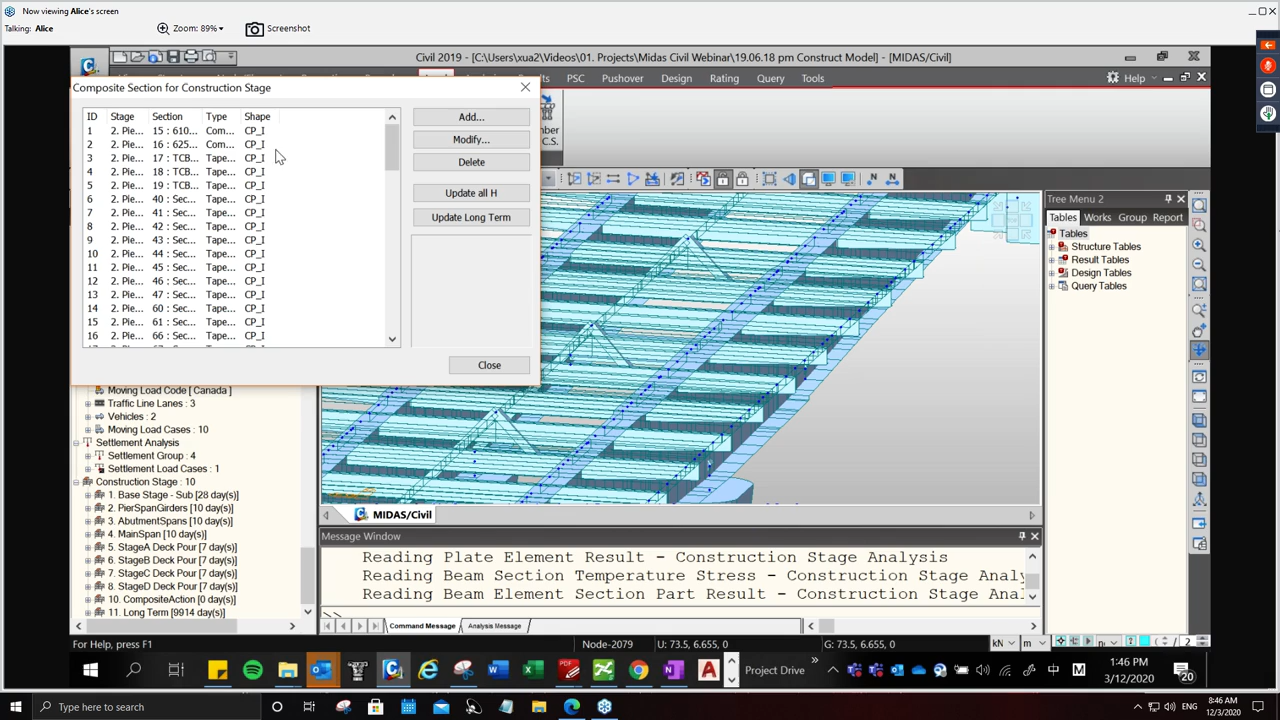 Now viewing Alice's screen
Talking: Alice
Zoom: 89%
Screenshot
Civil 2019 - [C:\Users\xua2\Videos\01. Projects\Midas Civil Webinar\19.06.18 pm Construct Model] - [MIDAS/Civil]
PSC Pushover Design Rating Query Tools
Help
Composite Section for Construction Stage
ID Stage Section Type Shape
1 2. Pie... 15 : 610... Com... CP_I
2 2. Pie... 16 : 625... Com... CP_I
3 2. Pie... 17 : TCB... Tape... CP_I
4 2. Pie... 18 : TCB... Tape... CP_I
5 2. Pie... 19 : TCB... Tape... CP_I
6 2. Pie... 40 : Sec... Tape... CP_I
7 2. Pie... 41 : Sec... Tape... CP_I
8 2. Pie... 42 : Sec... Tape... CP_I
9 2. Pie... 43 : Sec... Tape... CP_I
10 2. Pie... 44 : Sec... Tape... CP_I
11 2. Pie... 45 : Sec... Tape... CP_I
12 2. Pie... 46 : Sec... Tape... CP_I
13 2. Pie... 47 : Sec... Tape... CP_I
14 2. Pie... 60 : Sec... Tape... CP_I
15 2. Pie... 61 : Sec... Tape... CP_I
16 2. Pie... 66 : Sec... Tape... CP_I
Add...
Modify...
Delete
Update all H
Update Long Term
Close
C.S.
Moving Load Code [ Canada ]
Traffic Line Lanes : 3
Vehicles : 2
Moving Load Cases : 10
Settlement Analysis
Settlement Group : 4
Settlement Load Cases : 1
Construction Stage : 10
1. Base Stage - Sub [28 day(s)]
2. PierSpanGirders [10 day(s)]
3. AbutmentSpans [10 day(s)]
4. MainSpan [10 day(s)]
5. StageA Deck Pour [7 day(s)]
6. StageB Deck Pour [7 day(s)]
7. StageC Deck Pour [7 day(s)]
8. StageD Deck Pour [7 day(s)]
10. CompositeAction [0 day(s)]
11. Long Term [9914 day(s)]
Tree Menu 2
Tables Works Group Report
Tables
Structure Tables
Result Tables
Design Tables
Query Tables
MIDAS/Civil
Message Window
Reading Plate Element Result - Construction Stage Analysis
Reading Beam Section Temperature Stress - Construction Stage Analy
Reading Beam Element Section Part Result - Construction Stage Anal
>>
Command Message Analysis Message
For Help, press F1
Node-2079
U: 73.5, 6.655, 0
G: 73.5, 6.655, 0
kN m
2
Project Drive
中
M
1:46 PM
3/12/2020
20
Type here to search
ENG
8:46 AM
12/3/2020